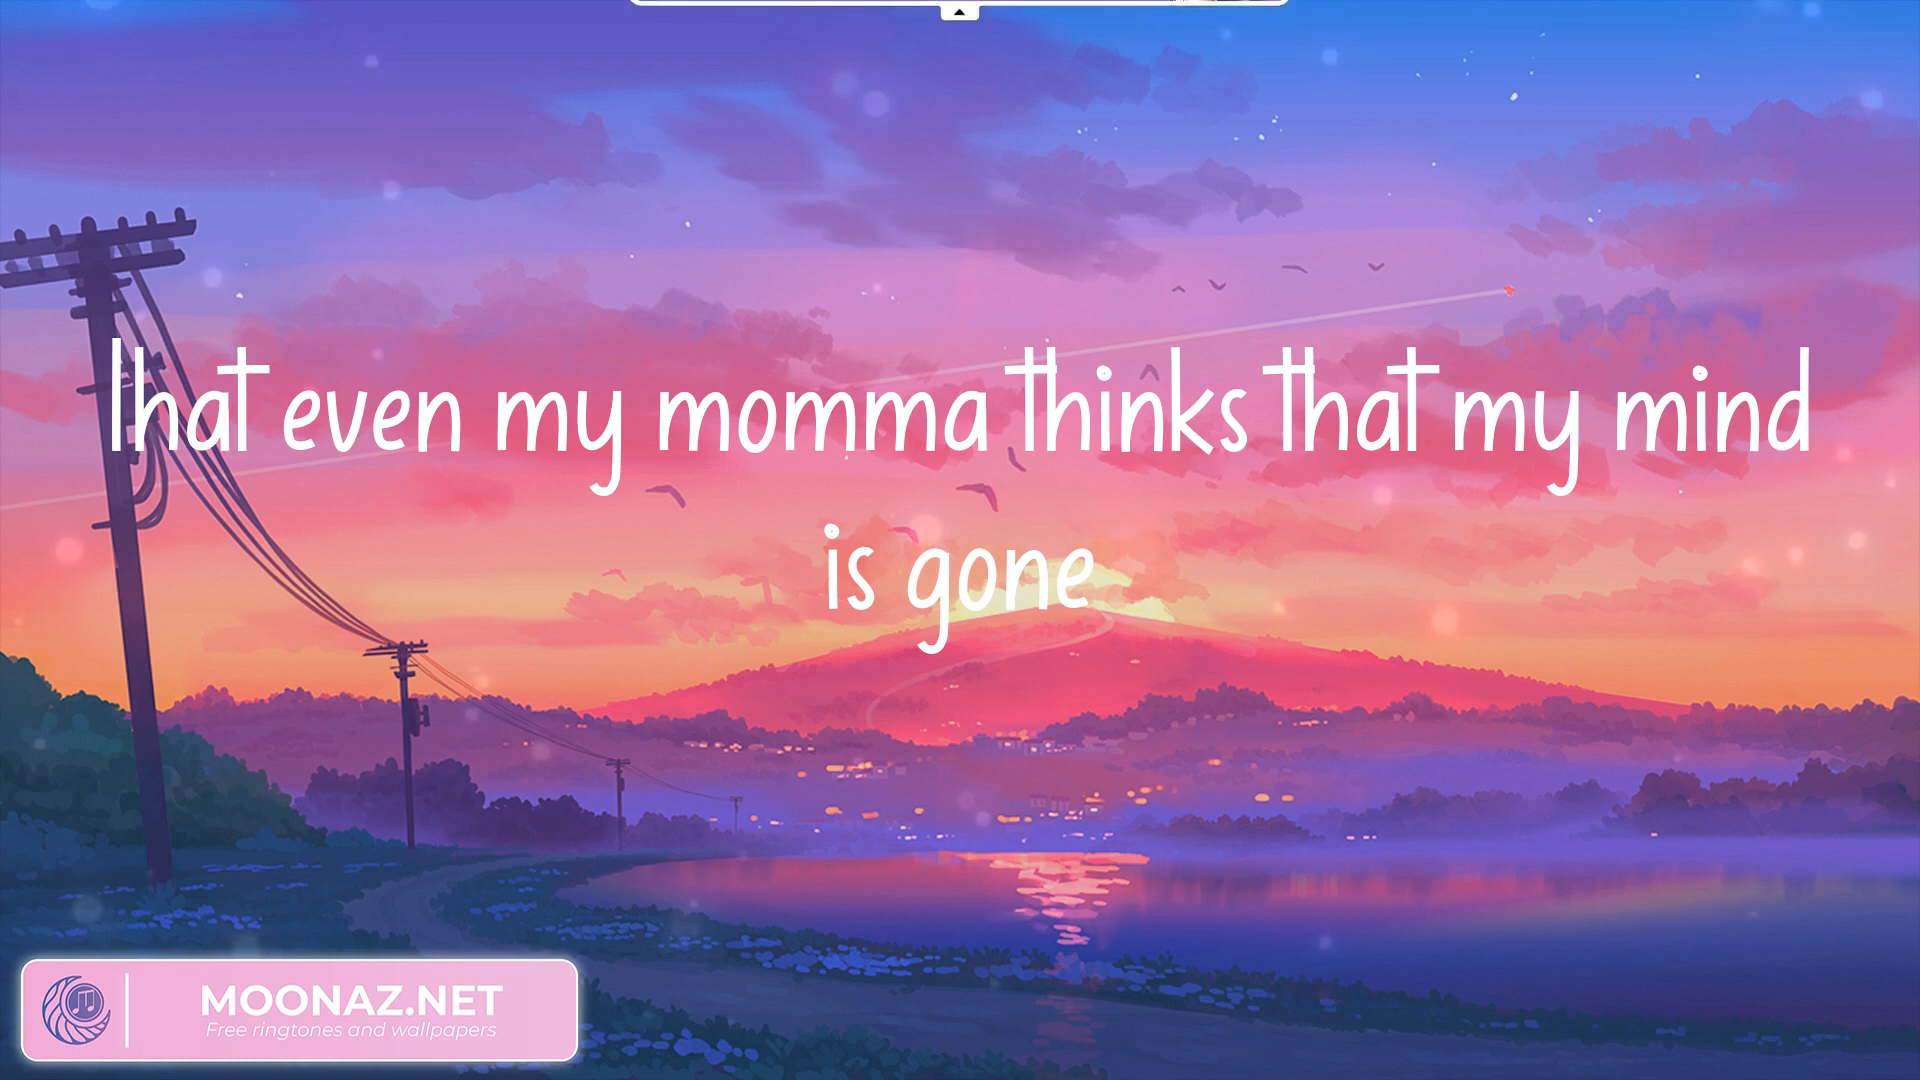 That even my momma thinks that my mind
is gone
MOONAZ.NET
Free ringtones and wallpapers